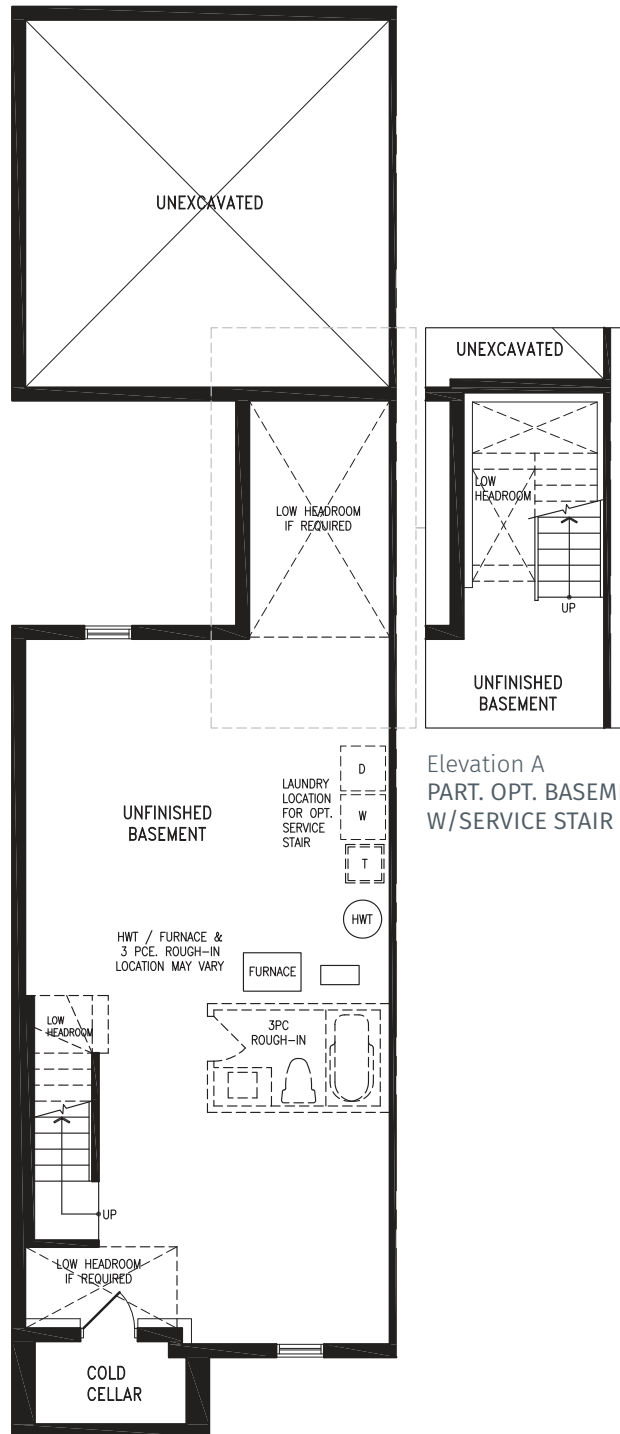 UNEXCAVATED
LOW HEADROOM
IF REQUIRED
UNFINISHED
BASEMENT
LAUNDRY
LOCATION
FOR OPT.
SERVICE
STAIR
D
W
T
HWT
HWT / FURNACE &
3 PCE. ROUGH-IN
LOCATION MAY VARY
FURNACE
3PC
ROUGH-IN
LOW
HEADROOM
UP
LOW HEADROOM
IF REQUIRED
COLD
CELLAR
UNEXCAVATED
LOW
HEADROOM
UP
UNFINISHED
BASEMENT
Elevation A
PART. OPT.
W/SERVICE STAIR